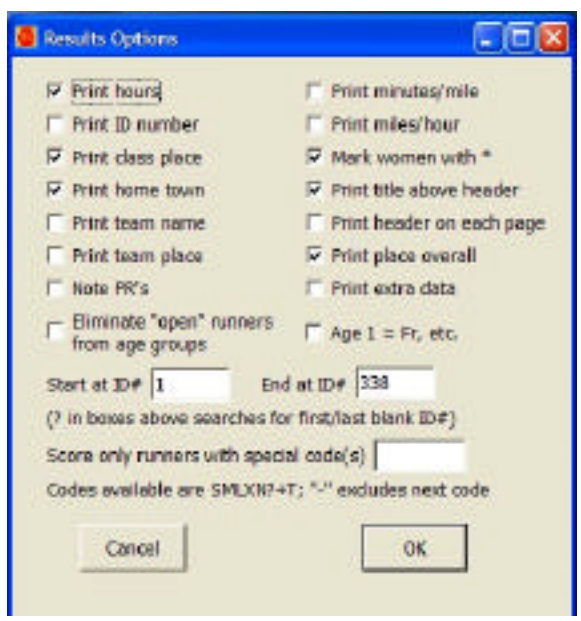 Results Options
Print hours
Print minutes/mile
Print ID number
Print miles/hour
Print class place
Mark women with *
Print home town
Print title above header
Print team name
Print header on each page
Print team place
Print place overall
Note PR's
Print extra data
Eliminate "open" runners
from age groups
Age 1 = Fr, etc.
Start at ID# 1 End at ID# 338
(? in boxes above searches for first/last blank ID#)
Score only runners with special code(s)
Codes available are SMLXN?+T; "-" excludes next code
Cancel OK